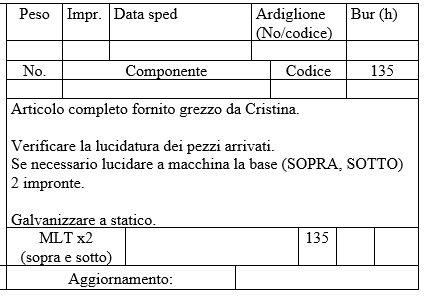 Peso Impr. Data sped Ardiglione Bur (h)
(No/codice)
No. Componente Codice 135
Articolo completo fornito grezzo da Cristina.
Verificare la lucidatura dei pezzi arrivati.
Se necessario lucidare a macchina la base (SOPRA, SOTTO)
2 impronte.
Galvanizzare a statico.
MLT x2 135
(sopra e sotto)
Aggiornamento: